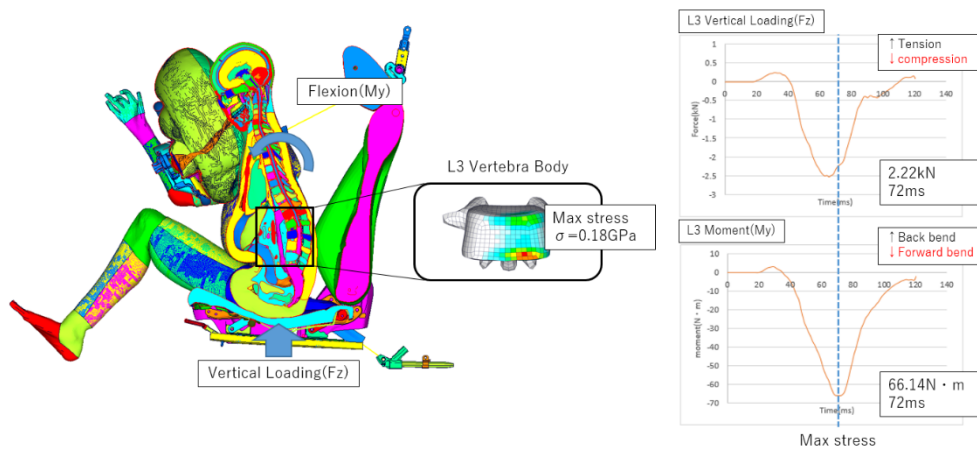 Flexion(My)
L3 Vertebra Body
Max stress
σ=0.18GPa
Vertical Loading(Fz)
L3 Vertical Loading(Fz)
↑ Tension
↓ compression
1
0.5
0
-0.5
-1
-1.5
-2
-2.5
-3
0 20 40 60 80 100 120 140
Force(kN)
Time(ms)
2.22kN
72ms
L3 Moment(My)
↑ Back bend
↓ Forward bend
10
0
-10
-20
-30
-40
-50
-60
-70
0 20 40 60 80 100 120 140
moment(N・m)
Time(ms)
66.14N・m
72ms
Max stress